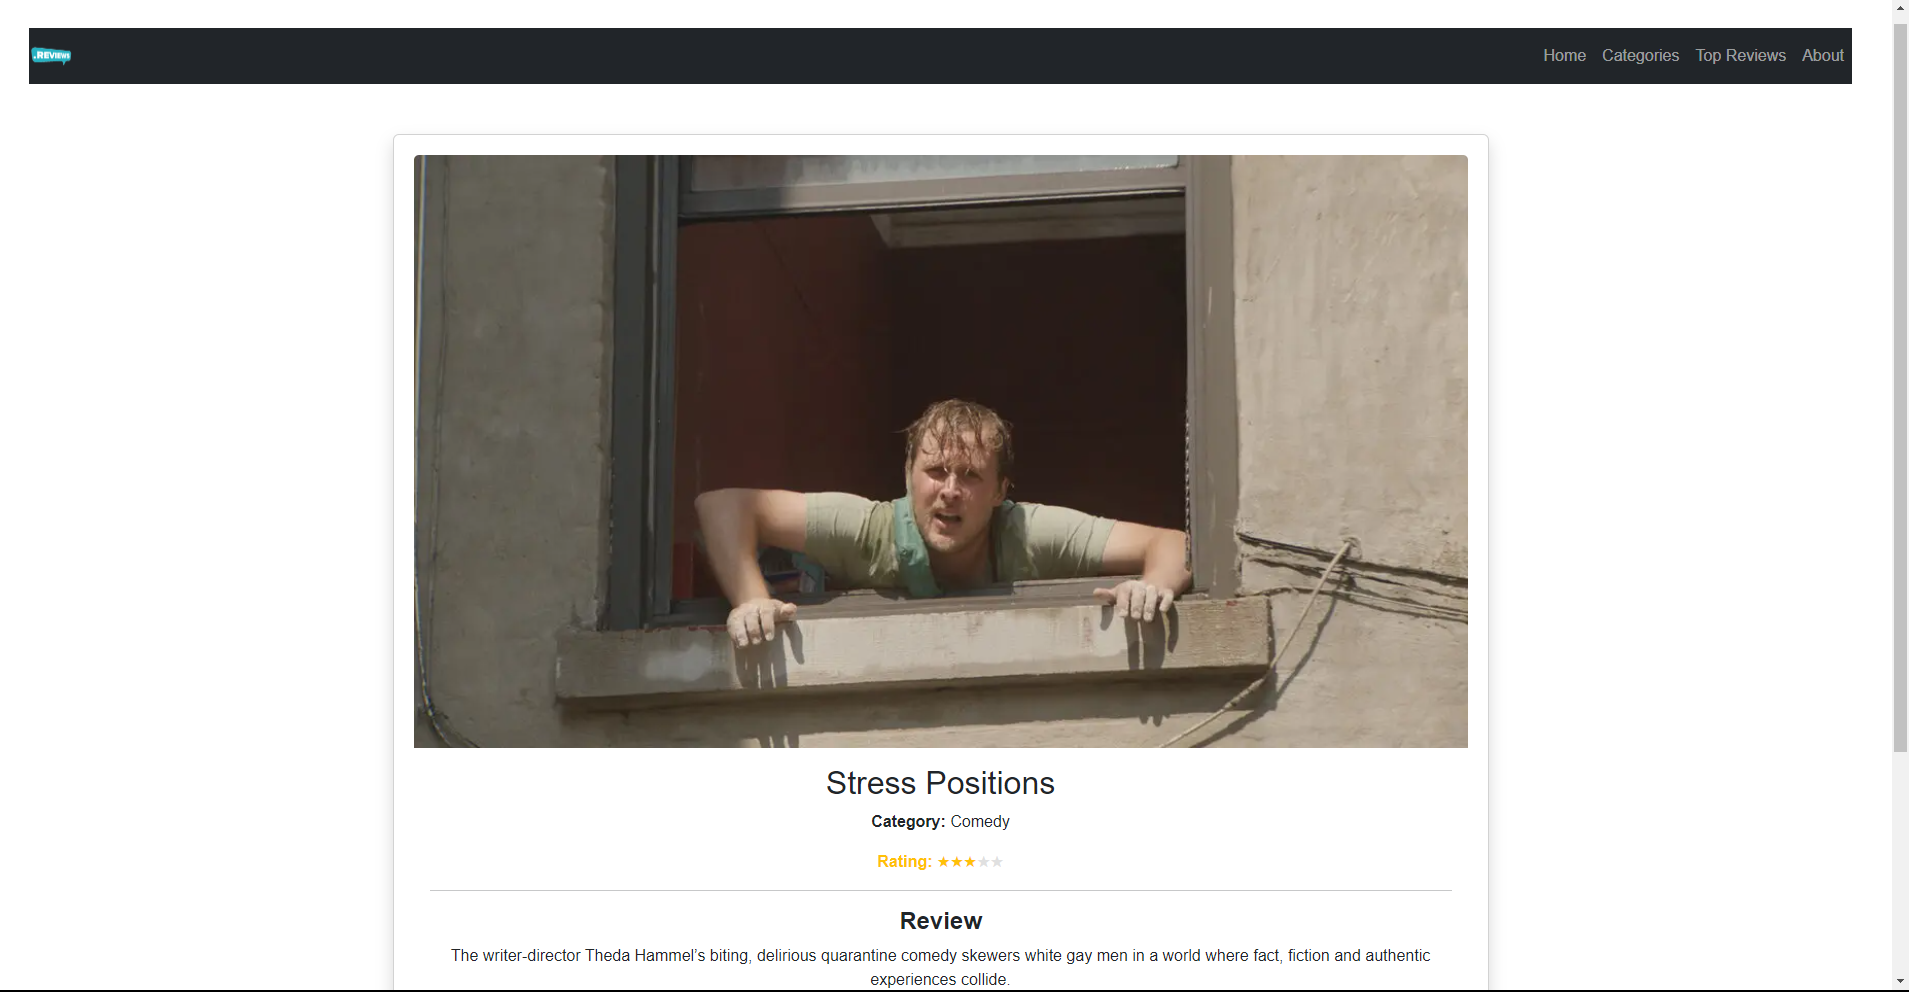 .REVIEWS
Home Categories Top Reviews About
Stress Positions
Category: Comedy
Rating: ★★★★★
Review
The writer-director Theda Hammel’s biting, delirious quarantine comedy skewers white gay men in a world where fact, fiction and authentic
experiences collide.